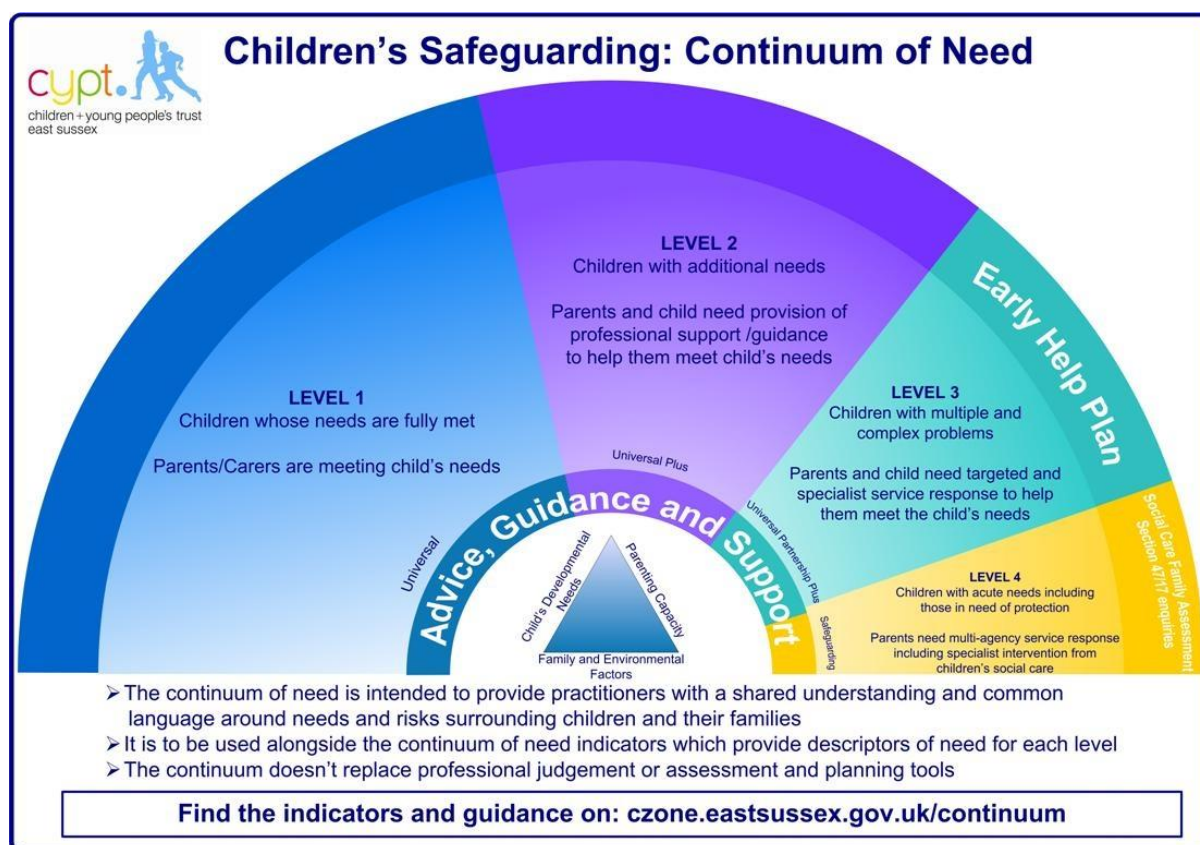 cypt.
children + young people's trust
east sussex
Children's Safeguarding: Continuum of Need
LEVEL 1
Children whose needs are fully met
Parents/Carers are meeting child's needs
LEVEL 2
Children with additional needs
Parents and child need provision of
professional support /guidance
to help them meet child's needs
LEVEL 3
Children with multiple and
complex problems
Parents and child need targeted and
specialist service response to help
them meet the child's needs
Early Help Plan
LEVEL 4
Children with acute needs including
those in need of protection
Parents need multi-agency service response
including specialist intervention from
children's social care
Social Care Family Assessment
Section 47/17 enquiries
Universal
Universal Plus
Universal Partnership Plus
Safeguarding
Advice, Guidance and Support
Child's Developmental
Needs
Parenting Capacity
Family and Environmental
Factors
➢ The continuum of need is intended to provide practitioners with a shared understanding and common
language around needs and risks surrounding children and their families
➢ It is to be used alongside the continuum of need indicators which provide descriptors of need for each level
➢ The continuum doesn't replace professional judgement or assessment and planning tools
Find the indicators and guidance on: czone.eastsussex.gov.uk/continuum